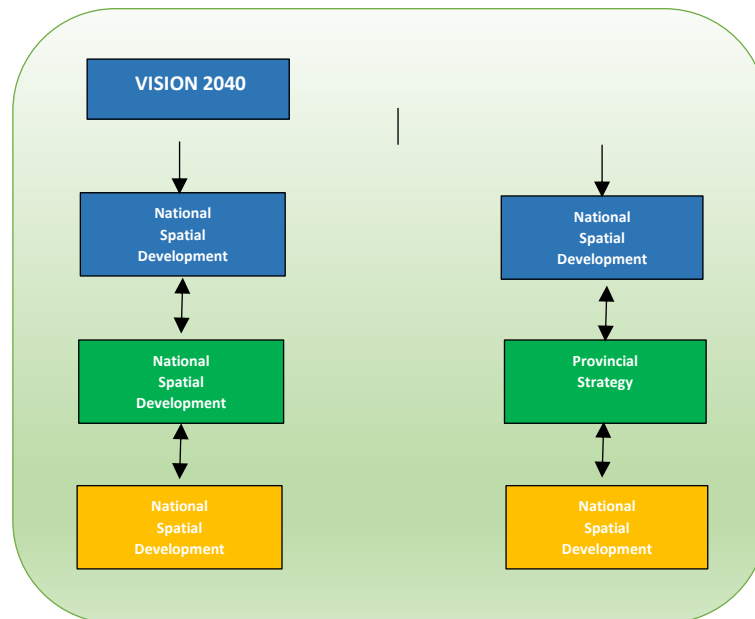 VISION 2040
National
Spatial
Development
National
Spatial
Development
National
Spatial
Development
Provincial
Strategy
National
Spatial
Development
National
Spatial
Development